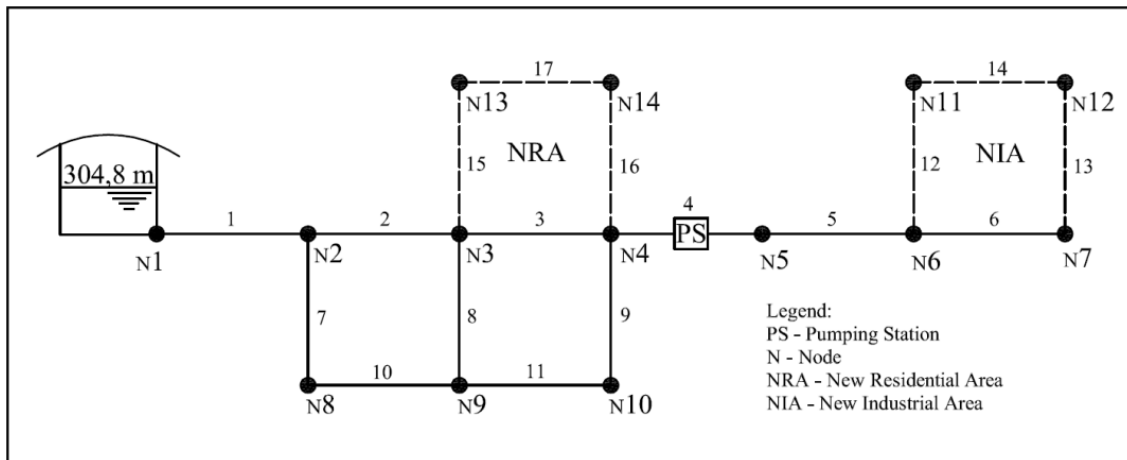 17
14
N13
N14
N11
N12
304,8 m
NRA
NIA
15
16
12
13
4
1
2
3
PS
5
6
N1
N2
N3
N4
N5
N6
N7
7
8
9
Legend:
PS - Pumping Station
N - Node
NRA - New Residential Area
NIA - New Industrial Area
10
11
N8
N9
N10